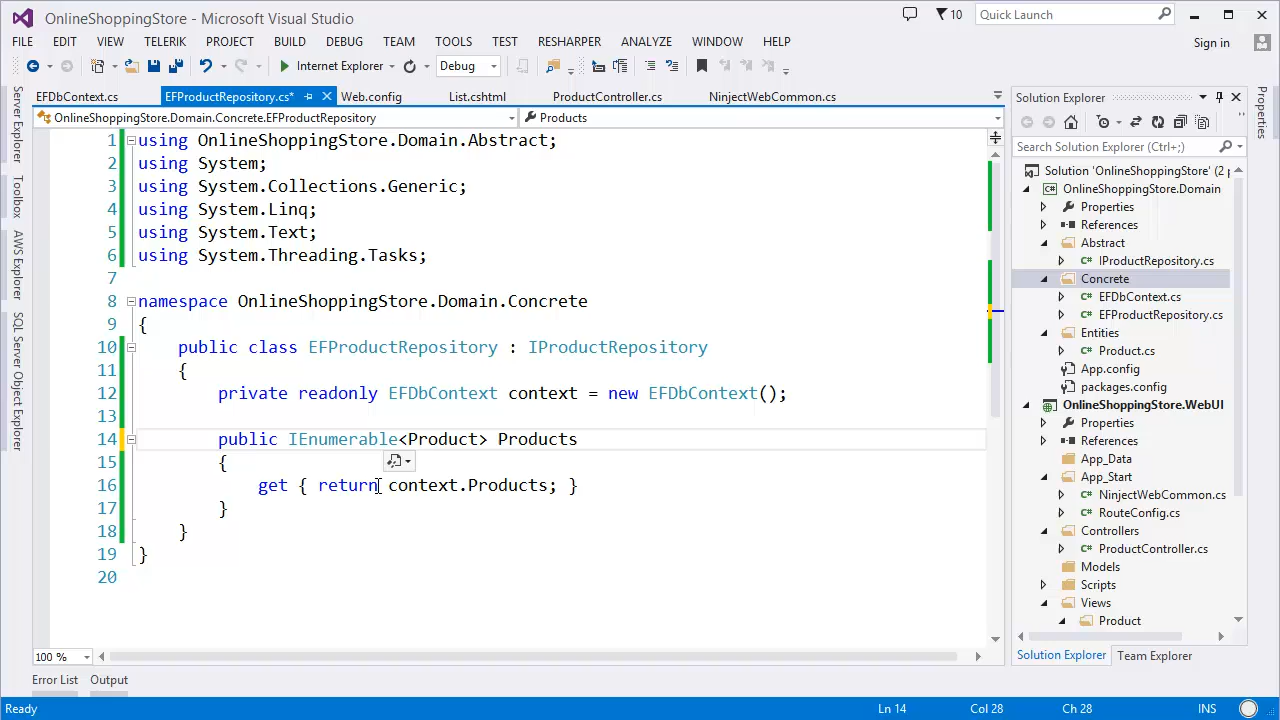 OnlineShoppingStore - Microsoft Visual Studio
10
Quick Launch
FILE EDIT VIEW TELERIK PROJECT BUILD DEBUG TEAM TOOLS TEST RESHARPER ANALYZE WINDOW HELP
Sign in
Internet Explorer Debug
EFDbContext.cs EFProductRepository.cs* Web.config List.cshtml ProductController.cs NinjectWebCommon.cs
OnlineShoppingStore.Domain.Concrete.EFProductRepository Products
Server Explorer
Toolbox
AWS Explorer
SQL Server Object Explorer
1 using OnlineShoppingStore.Domain.Abstract;
2 using System;
3 using System.Collections.Generic;
4 using System.Linq;
5 using System.Text;
6 using System.Threading.Tasks;
7
8 namespace OnlineShoppingStore.Domain.Concrete
9 {
10 public class EFProductRepository : IProductRepository
11 {
12 private readonly EFDbContext context = new EFDbContext();
13
14 public IEnumerable<Product> Products
15 {
16 get { return context.Products; }
17 }
18 }
19 }
20
100 %
Solution Explorer
Search Solution Explorer (Ctrl+;)
Solution 'OnlineShoppingStore' (2 p
OnlineShoppingStore.Domain
Properties
References
Abstract
IProductRepository.cs
Concrete
EFDbContext.cs
EFProductRepository.cs
Entities
Product.cs
App.config
packages.config
OnlineShoppingStore.WebUI
Properties
References
App_Data
App_Start
NinjectWebCommon.cs
RouteConfig.cs
Controllers
ProductController.cs
Models
Scripts
Views
Product
Solution Explorer Team Explorer
Properties
Error List Output
Ready Ln 14 Col 28 Ch 28 INS